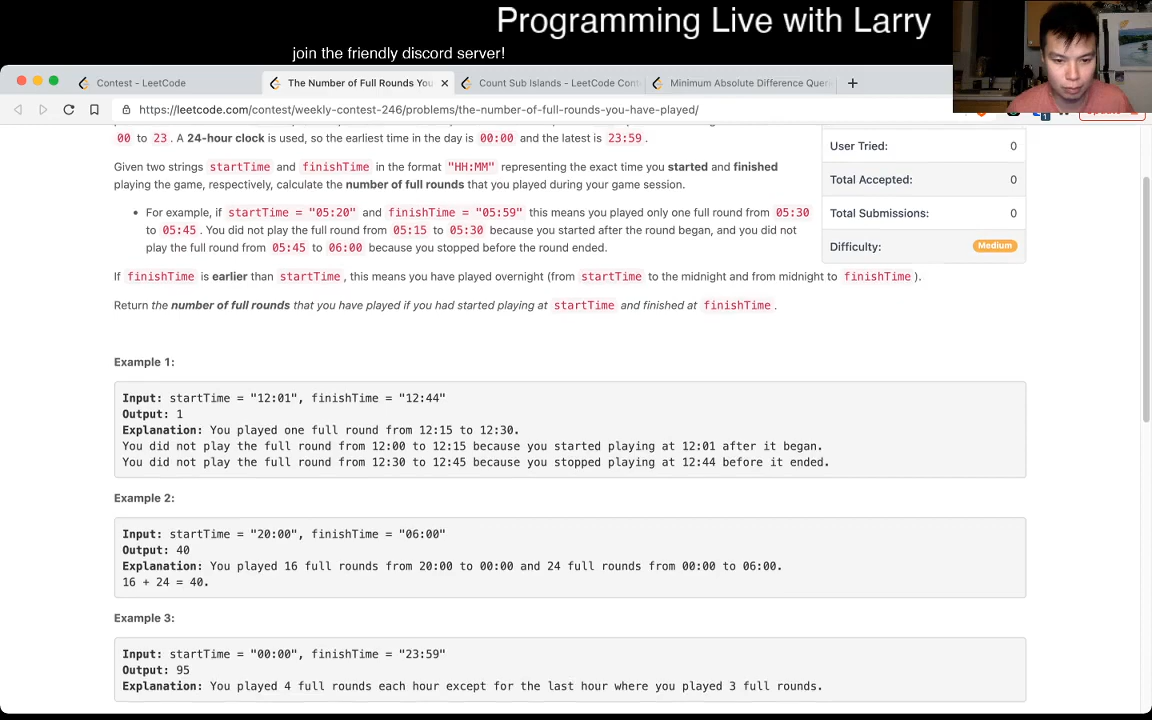 Programming Live with Larry
join the friendly discord server!
Contest - LeetCode
The Number of Full Rounds You
Count Sub Islands - LeetCode Cont
Minimum Absolute Difference Quer
https://leetcode.com/contest/weekly-contest-246/problems/the-number-of-full-rounds-you-have-played/
00 to 23. A 24-hour clock is used, so the earliest time in the day is 00:00 and the latest is 23:59.
Given two strings startTime and finishTime in the format "HH:MM" representing the exact time you started and finished
playing the game, respectively, calculate the number of full rounds that you played during your game session.
• For example, if startTime = "05:20" and finishTime = "05:59" this means you played only one full round from 05:30
to 05:45. You did not play the full round from 05:15 to 05:30 because you started after the round began, and you did not
play the full round from 05:45 to 06:00 because you stopped before the round ended.
If finishTime is earlier than startTime, this means you have played overnight (from startTime to the midnight and from midnight to finishTime).
Return the number of full rounds that you have played if you had started playing at startTime and finished at finishTime.
User Tried: 0
Total Accepted: 0
Total Submissions: 0
Difficulty: Medium
Example 1:
Input: startTime = "12:01", finishTime = "12:44"
Output: 1
Explanation: You played one full round from 12:15 to 12:30.
You did not play the full round from 12:00 to 12:15 because you started playing at 12:01 after it began.
You did not play the full round from 12:30 to 12:45 because you stopped playing at 12:44 before it ended.
Example 2:
Input: startTime = "20:00", finishTime = "06:00"
Output: 40
Explanation: You played 16 full rounds from 20:00 to 00:00 and 24 full rounds from 00:00 to 06:00.
16 + 24 = 40.
Example 3:
Input: startTime = "00:00", finishTime = "23:59"
Output: 95
Explanation: You played 4 full rounds each hour except for the last hour where you played 3 full rounds.